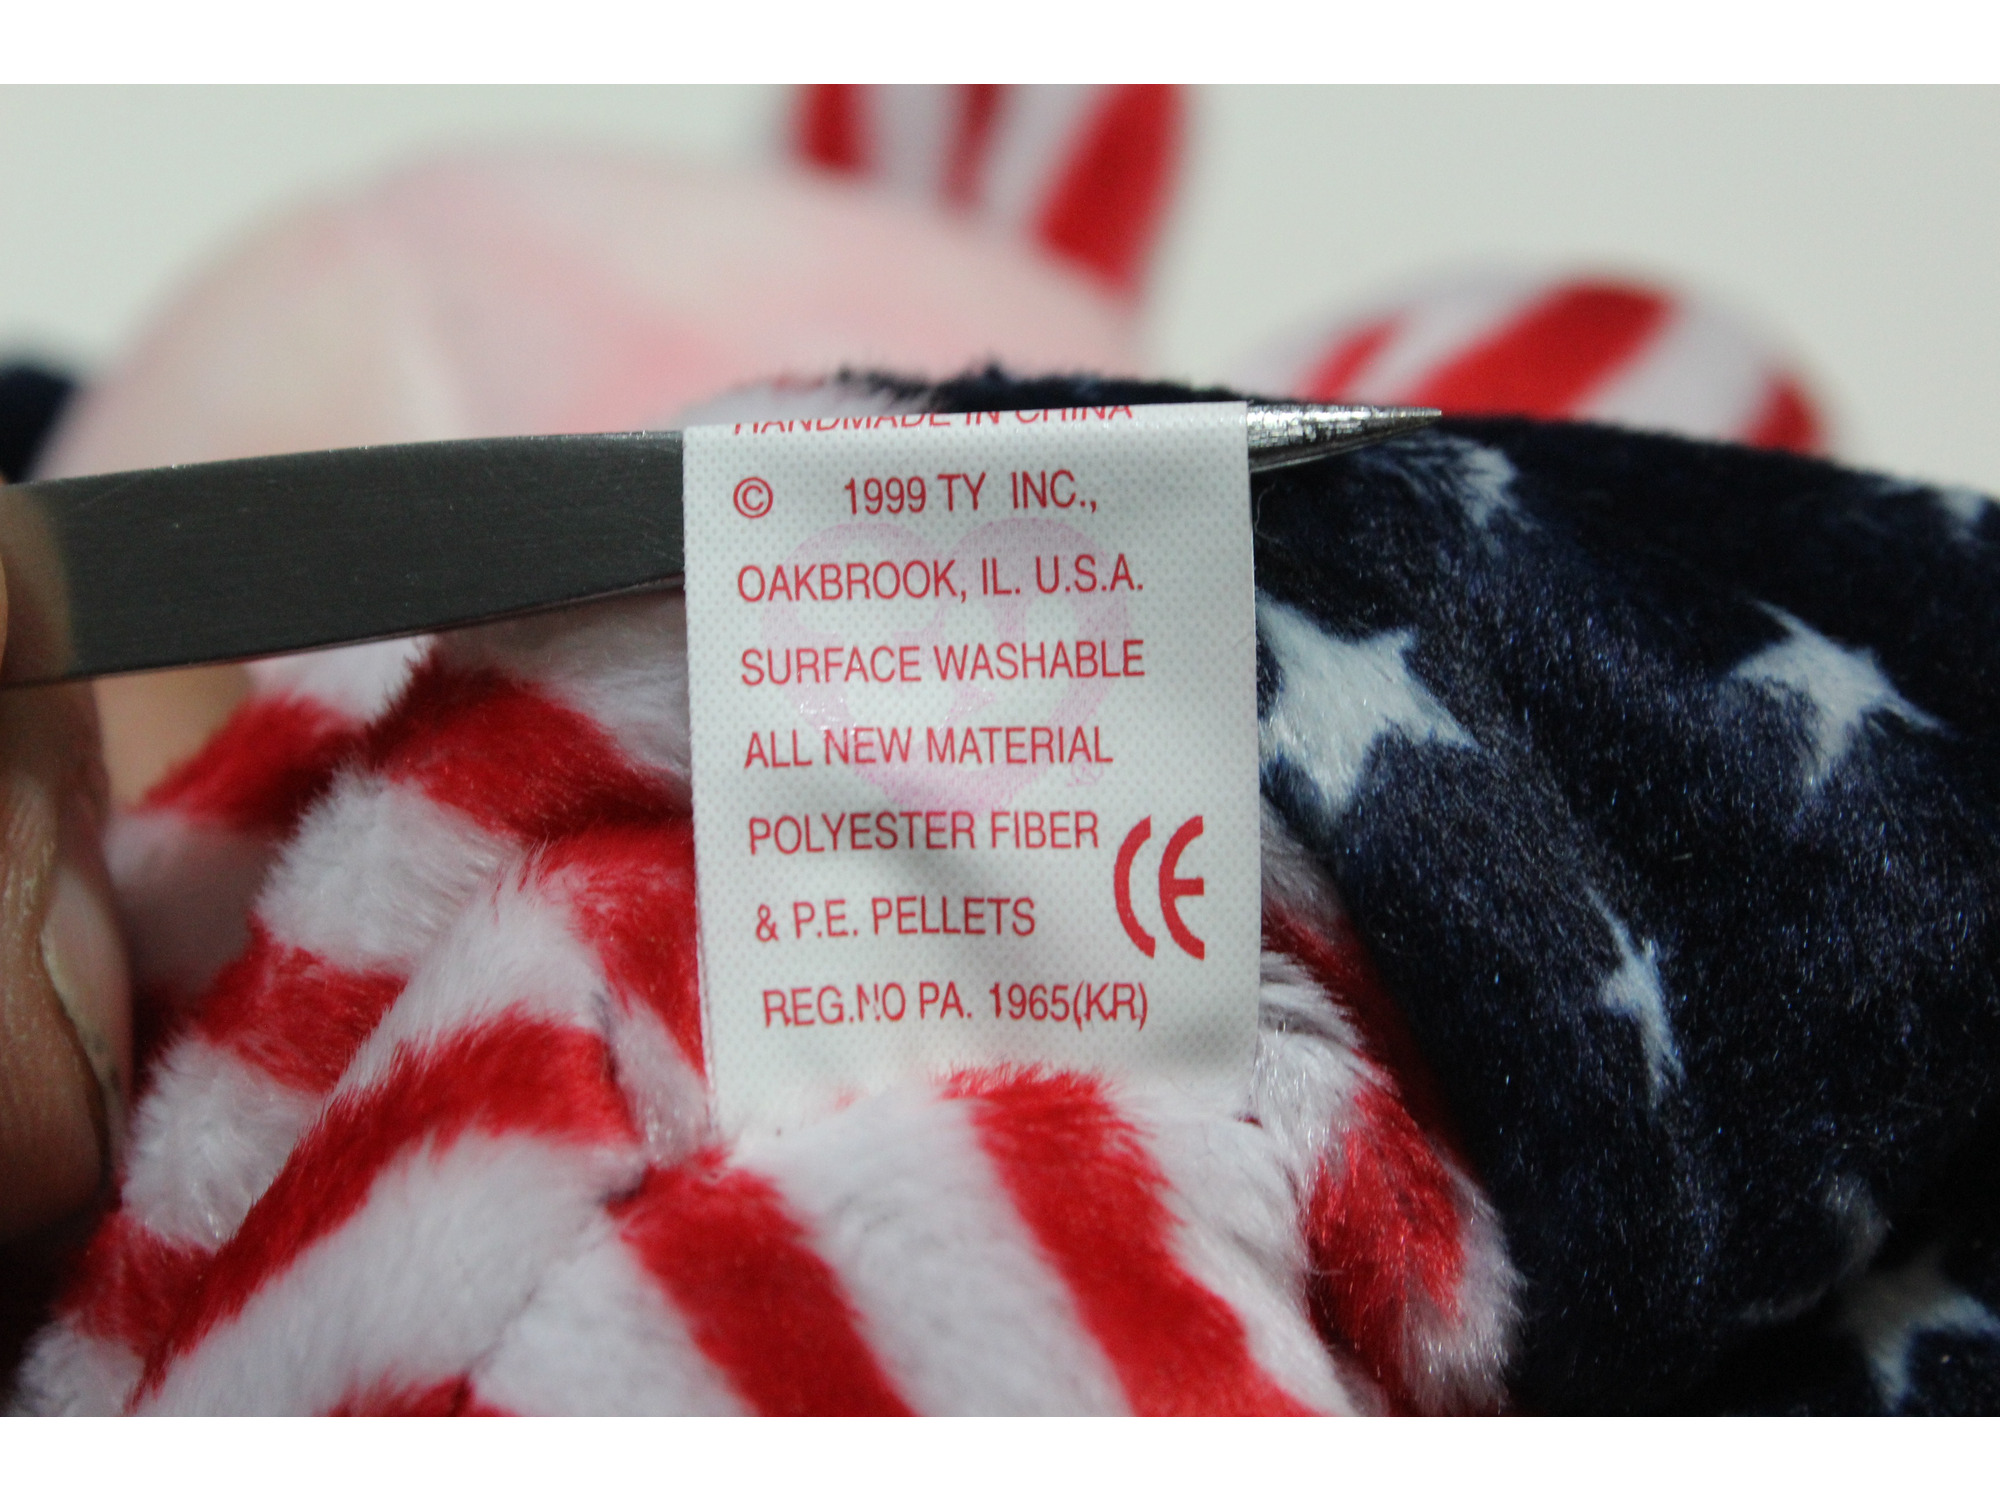 HANDMADE IN CHINA
© 1999 TY INC.,
OAKBROOK, IL. U.S.A.
SURFACE WASHABLE
ALL NEW MATERIAL
POLYESTER FIBER
& P.E. PELLETS CE
REG.NO PA. 1965(KR)